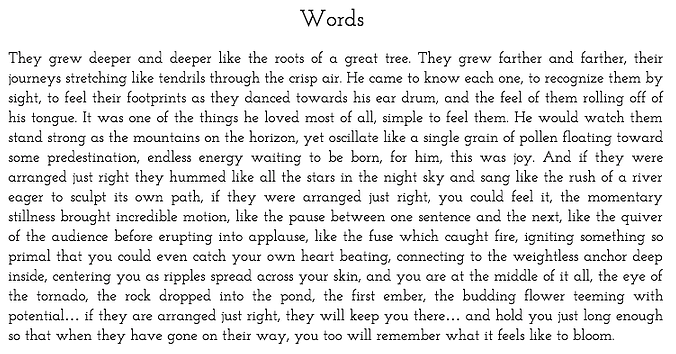 Words
They grew deeper and deeper like the roots of a great tree. They grew farther and farther, their
journeys stretching like tendrils through the crisp air. He came to know each one, to recognize them by
sight, to feel their footprints as they danced towards his ear drum, and the feel of them rolling off of
his tongue. It was one of the things he loved most of all, simple to feel them. He would watch them
stand strong as the mountains on the horizon, yet oscillate like a single grain of pollen floating toward
some predestination, endless energy waiting to be born, for him, this was joy. And if they were
arranged just right they hummed like all the stars in the night sky and sang like the rush of a river
eager to sculpt its own path, if they were arranged just right, you could feel it, the momentary
stillness brought incredible motion, like the pause between one sentence and the next, like the quiver
of the audience before erupting into applause, like the fuse which caught fire, igniting something so
primal that you could even catch your own heart beating, connecting to the weightless anchor deep
inside, centering you as ripples spread across your skin, and you are at the middle of it all, the eye of
the tornado, the rock dropped into the pond, the first ember, the budding flower teeming with
potential... if they are arranged just right, they will keep you there... and hold you just long enough
so that when they have gone on their way, you too will remember what it feels like to bloom.